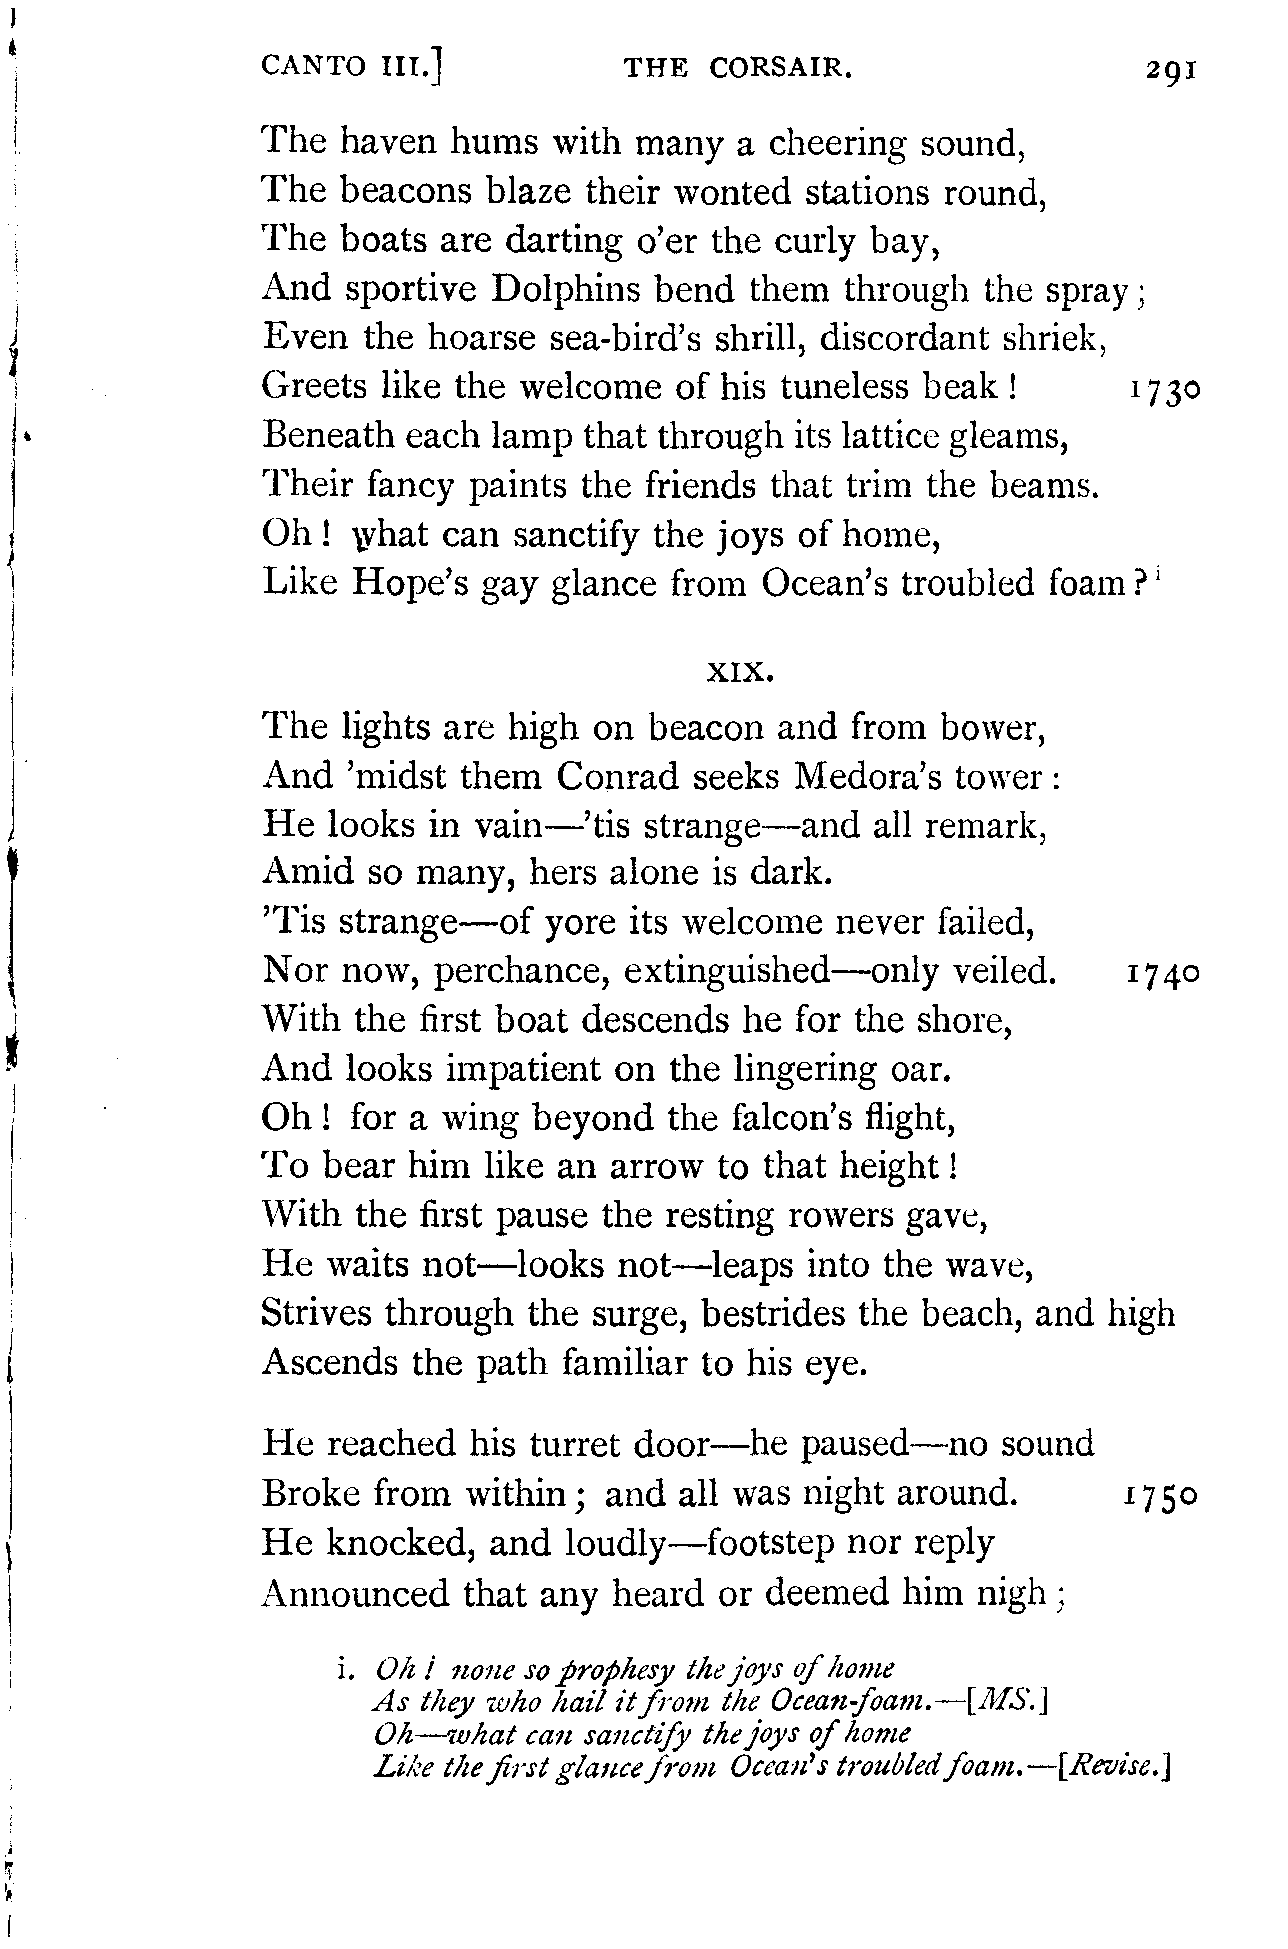 CANTO III.] THE CORSAIR. 291
The haven hums with many a cheering sound,
The beacons blaze their wonted stations round,
The boats are darting o'er the curly bay,
And sportive Dolphins bend them through the spray;
Even the hoarse sea-bird's shrill, discordant shriek,
Greets like the welcome of his tuneless beak! 1730
Beneath each lamp that through its lattice gleams,
Their fancy paints the friends that trim the beams.
Oh! what can sanctify the joys of home,
Like Hope's gay glance from Ocean's troubled foam? i
XIX.
The lights are high on beacon and from bower,
And 'midst them Conrad seeks Medora's tower:
He looks in vain—'tis strange—and all remark,
Amid so many, hers alone is dark.
'Tis strange—of yore its welcome never failed,
Nor now, perchance, extinguished—only veiled. 1740
With the first boat descends he for the shore,
And looks impatient on the lingering oar.
Oh! for a wing beyond the falcon's flight,
To bear him like an arrow to that height!
With the first pause the resting rowers gave,
He waits not—looks not—leaps into the wave,
Strives through the surge, bestrides the beach, and high
Ascends the path familiar to his eye.
He reached his turret door—he paused—no sound
Broke from within; and all was night around. 1750
He knocked, and loudly—footstep nor reply
Announced that any heard or deemed him nigh;
i. Oh! none so prophesy the joys of home
As they who hail it from the Ocean-foam.—[MS.]
Oh—what can sanctify the joys of home
Like the first glance from Ocean's troubled foam.—[Revise.]